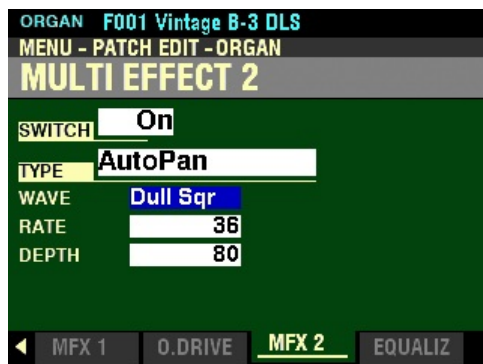 ORGAN F001 Vintage B-3 DLS
MENU - PATCH EDIT - ORGAN
MULTI EFFECT 2
SWITCH On
TYPE AutoPan
WAVE Dull Sqr
RATE 36
DEPTH 80
MFX 1 O.DRIVE MFX 2 EQUALIZ